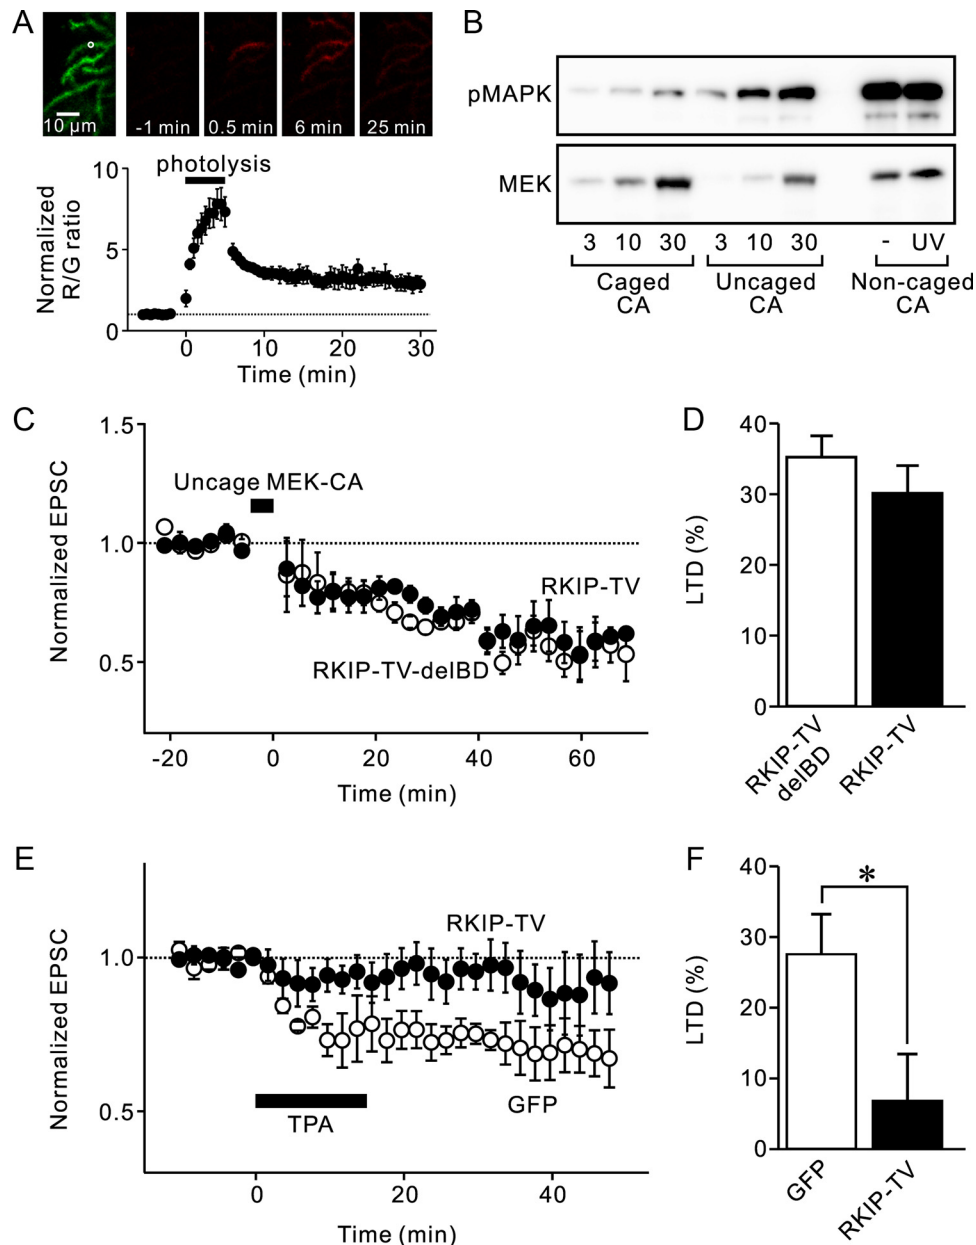 A
10 µm
-1 min
0.5 min
6 min
25 min
photolysis
Normalized
R/G ratio
10
5
0
0
10
20
30
Time (min)
B
pMAPK
MEK
3 10 30 3 10 30 - UV
Caged
CA
Uncaged
CA
Non-caged
CA
C
Normalized EPSC
1.5
1.0
0.5
Uncage MEK-CA
RKIP-TV
RKIP-TV-delBD
-20 0 20 40 60
Time (min)
D
LTD (%)
40
30
20
10
0
RKIP-TV
delBD
RKIP-TV
E
Normalized EPSC
1.0
0.5
RKIP-TV
GFP
TPA
0 20 40
Time (min)
F
LTD (%)
40
30
20
10
0
*
GFP
RKIP-TV